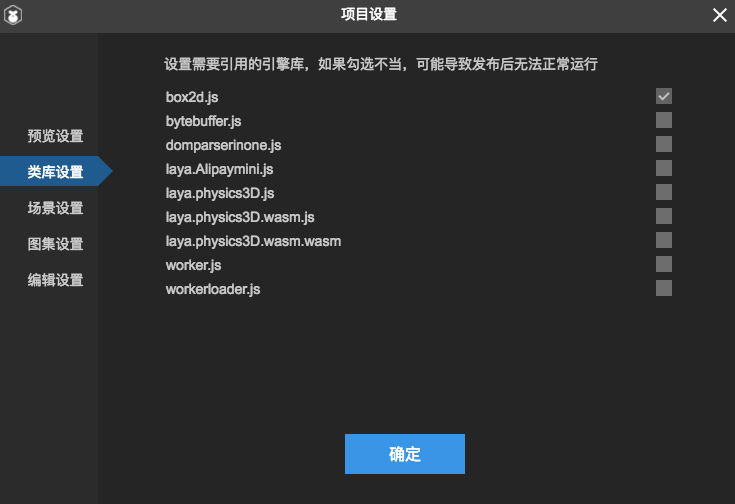 项目设置
设置需要引用的引擎库，如果勾选不当，可能导致发布后无法正常运行
预览设置
类库设置
场景设置
图集设置
编辑设置
box2d.js
bytebuffer.js
domparserinone.js
laya.Alipaymini.js
laya.physics3D.js
laya.physics3D.wasm.js
laya.physics3D.wasm.wasm
worker.js
workerloader.js
确定